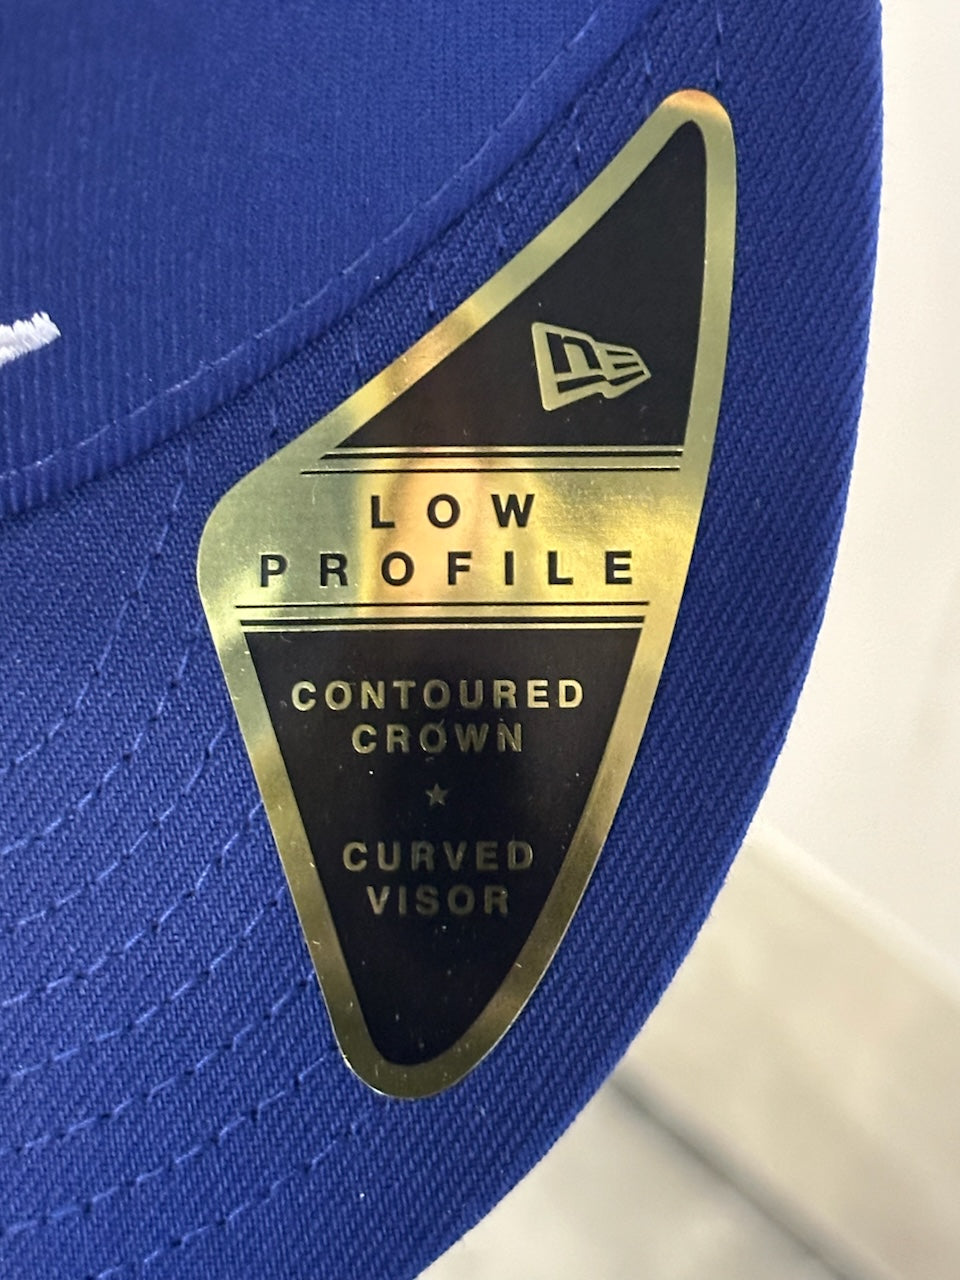 LOW
PROFILE
CONTOURED
CROWN
CURVED
VISOR